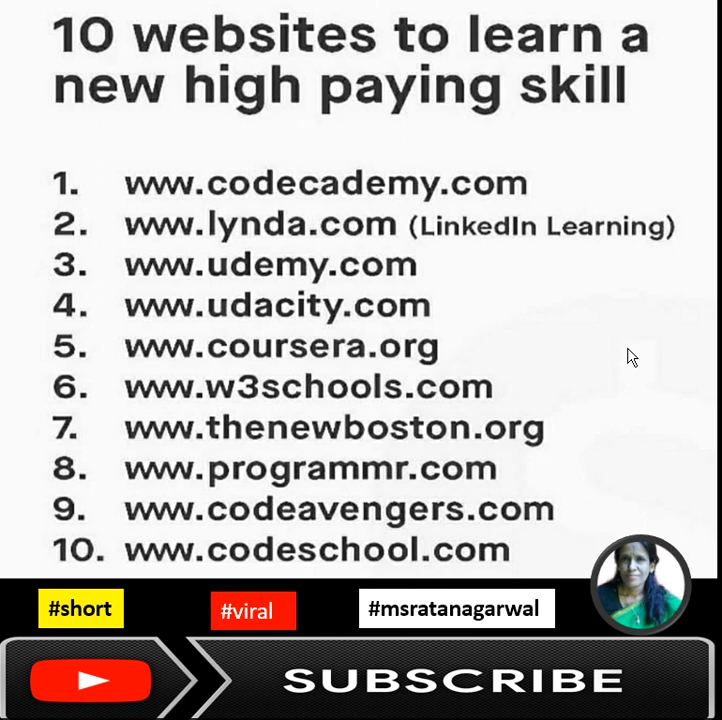 10 websites to learn a
new high paying skill
1. www.codecademy.com
2. www.lynda.com (LinkedIn Learning)
3. www.udemy.com
4. www.udacity.com
5. www.coursera.org
6. www.w3schools.com
7. www.thenewboston.org
8. www.programmr.com
9. www.codeavengers.com
10. www.codeschool.com
#short #viral #msratanagarwal
SUBSCRIBE